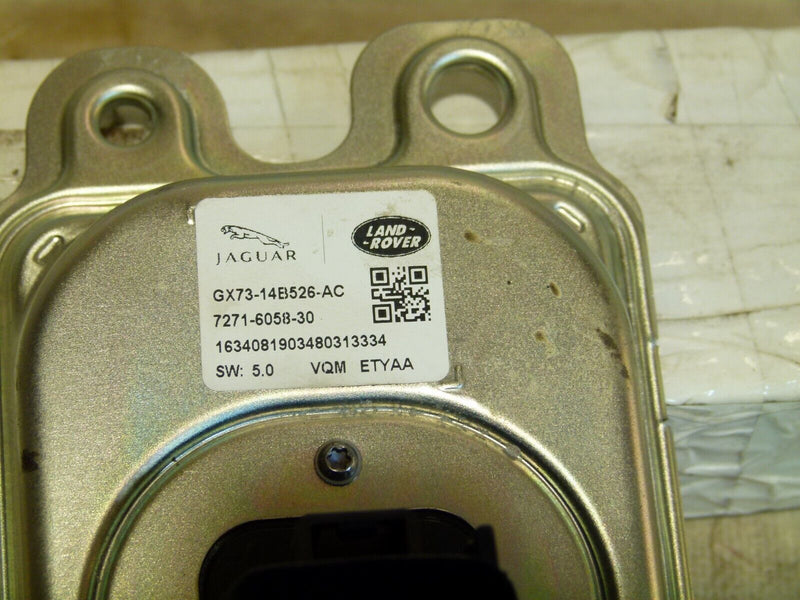 JAGUAR
LAND-
-ROVER
GX73-14B526-AC
7271-6058-30
1634081903480313334
SW: 5.0 VQM ETYAA